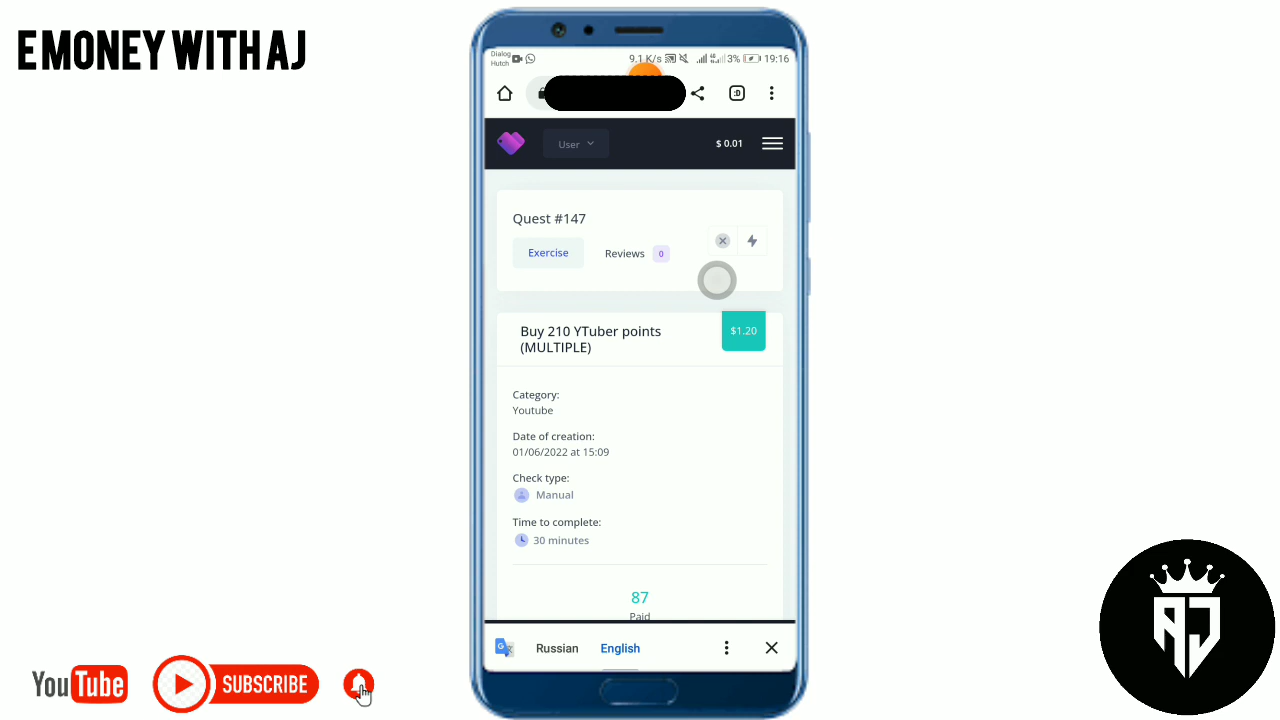 E MONEY WITH AJ
Dialog
Hutch
9.1 K/s
3%
19:16
:D
User
$ 0.01
Quest #147
Exercise
Reviews 0
Buy 210 YTuber points
(MULTIPLE)
$1.20
Category:
Youtube
Date of creation:
01/06/2022 at 15:09
Check type:
Manual
Time to complete:
30 minutes
87
Paid
Russian
English
YouTube
SUBSCRIBE
AJ